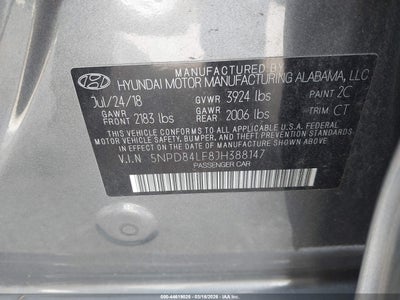 MANUFACTURED BY
HYUNDAI MOTOR MANUFACTURING ALABAMA, LLC
Jul/24/18 GVWR 3924 lbs PAINT 2C
GAWR FRONT 2183 lbs GAWR REAR 2006 lbs TRIM CT
THIS VEHICLE CONFORMS TO ALL APPLICABLE U.S. FEDERAL MOTOR
VEHICLE SAFETY, BUMPER, AND THEFT PREVENTION STANDARDS
IN EFFECT ON THE DATE OF MANUFACTURE SHOWN ABOVE.
V.I.N 5NPD84LF8JH388147
PASSENGER CAR